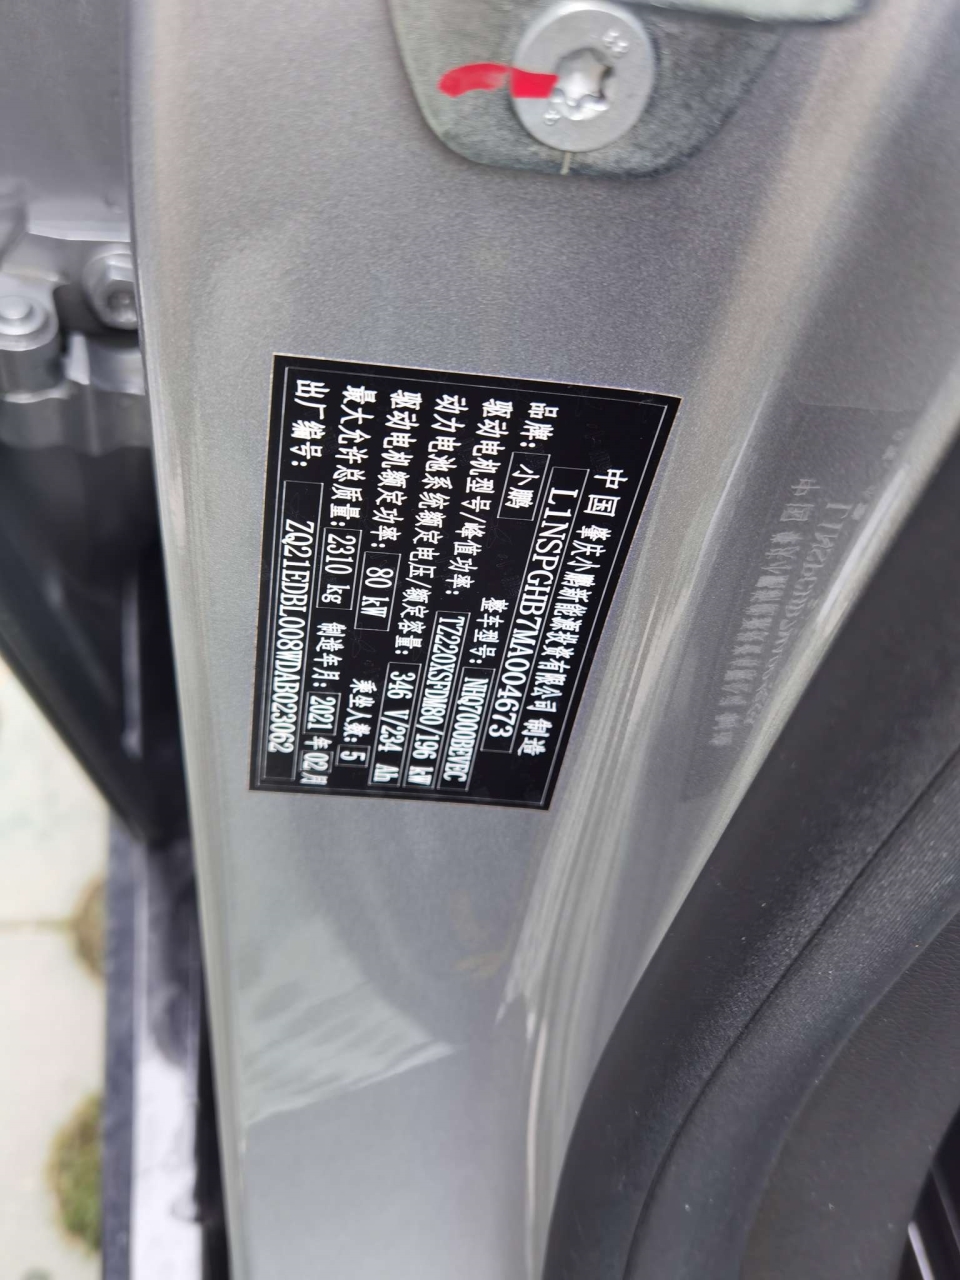 中国 肇庆小鹏新能源投资有限公司 制造
L1NSPGHB7MA004673
品牌: 小鹏 整车型号: NHQ7000BEVEC
驱动电机型号/峰值功率: TZ220XSFDM80/196 kW
动力电池系统额定电压/额定容量: 346 V/234 Ah
驱动电机额定功率: 80 kW 乘坐人数: 5
最大允许总质量: 2310 kg 制造年月: 2021 年 02 月
出厂编号: ZQ21EDBL008WDAB023062